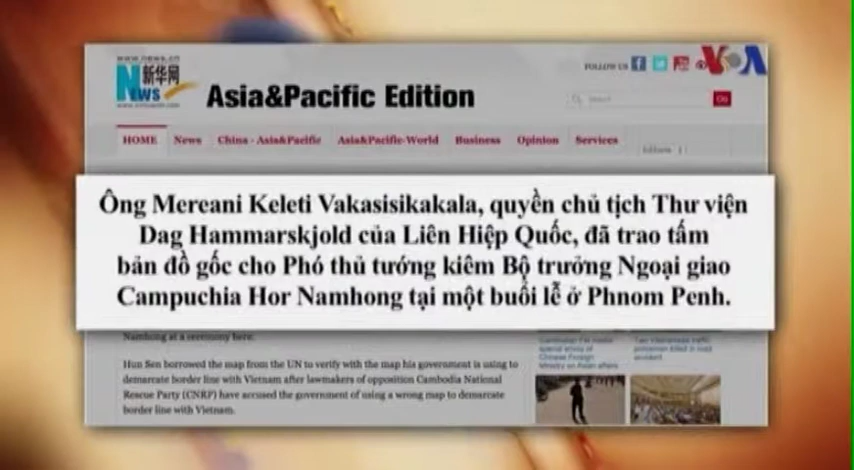 新华网
NEWS
Asia&Pacific Edition
FOLLOW US
VOA
HOME News China - Asia&Pacific Asia&Pacific-World Business Opinion Services
Ông Mereani Keleti Vakasisikakala, quyền chủ tịch Thư viện
Dag Hammarskjold của Liên Hiệp Quốc, đã trao tấm
bản đồ gốc cho Phó thủ tướng kiêm Bộ trưởng Ngoại giao
Campuchia Hor Namhong tại một buổi lễ ở Phnom Penh.
Namhong at a ceremony here.
Hun Sen borrowed the map from the UN to verify with the map his government is using to
demarcate border line with Vietnam after lawmakers of opposition Cambodia National
Rescue Party (CNRP) have accused the government of using a wrong map to demarcate
border line with Vietnam.